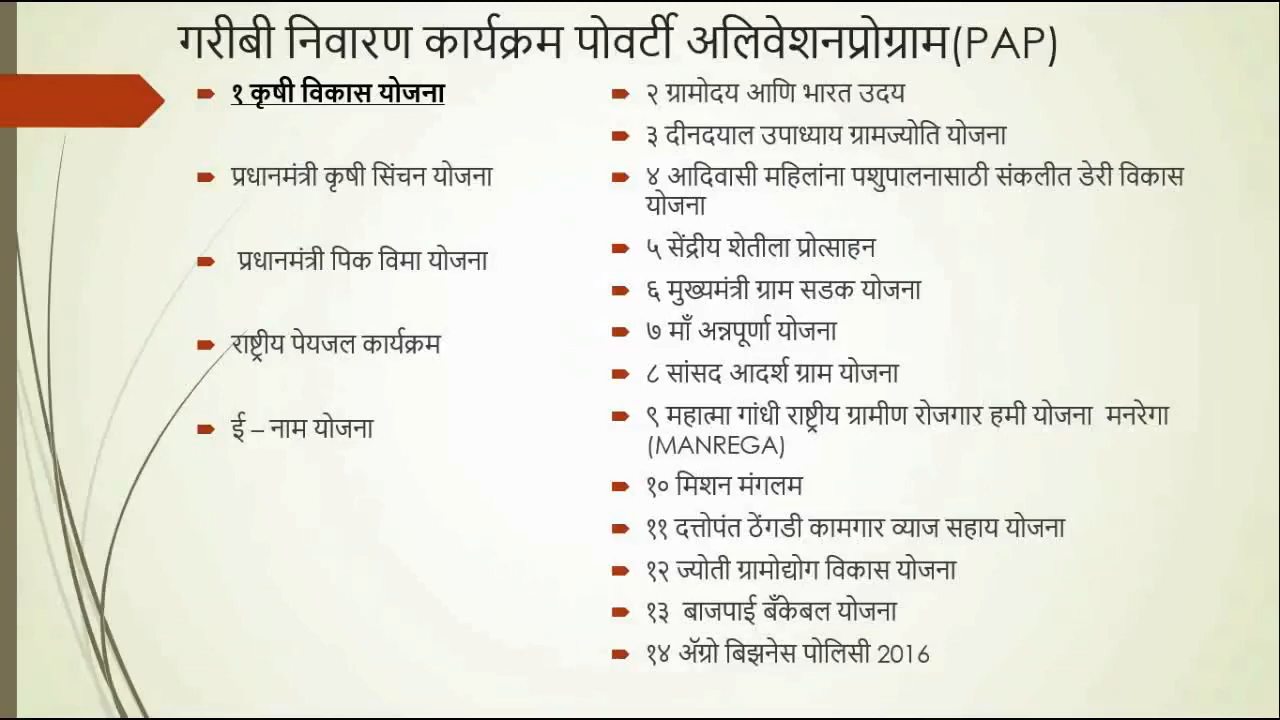 गरीबी निवारण कार्यक्रम पोवर्टी अलिवेशनप्रोग्राम(PAP)
१ कृषी विकास योजना
प्रधानमंत्री कृषी सिंचन योजना
प्रधानमंत्री पिक विमा योजना
राष्ट्रीय पेयजल कार्यक्रम
ई – नाम योजना
२ ग्रामोदय आणि भारत उदय
३ दीनदयाल उपाध्याय ग्रामज्योति योजना
४ आदिवासी महिलांना पशुपालनासाठी संकलीत डेरी विकास
योजना
५ सेंद्रीय शेतीला प्रोत्साहन
६ मुख्यमंत्री ग्राम सडक योजना
७ माँ अन्नपूर्णा योजना
८ सांसद आदर्श ग्राम योजना
९ महात्मा गांधी राष्ट्रीय ग्रामीण रोजगार हमी योजना  मनरेगा
(MANREGA)
१० मिशन मंगलम
११ दत्तोपंत ठेंगडी कामगार व्याज सहाय योजना
१२ ज्योती ग्रामोद्योग विकास योजना
१३  बाजपाई बँकेबल योजना
१४ ॲग्रो बिझनेस पोलिसी 2016